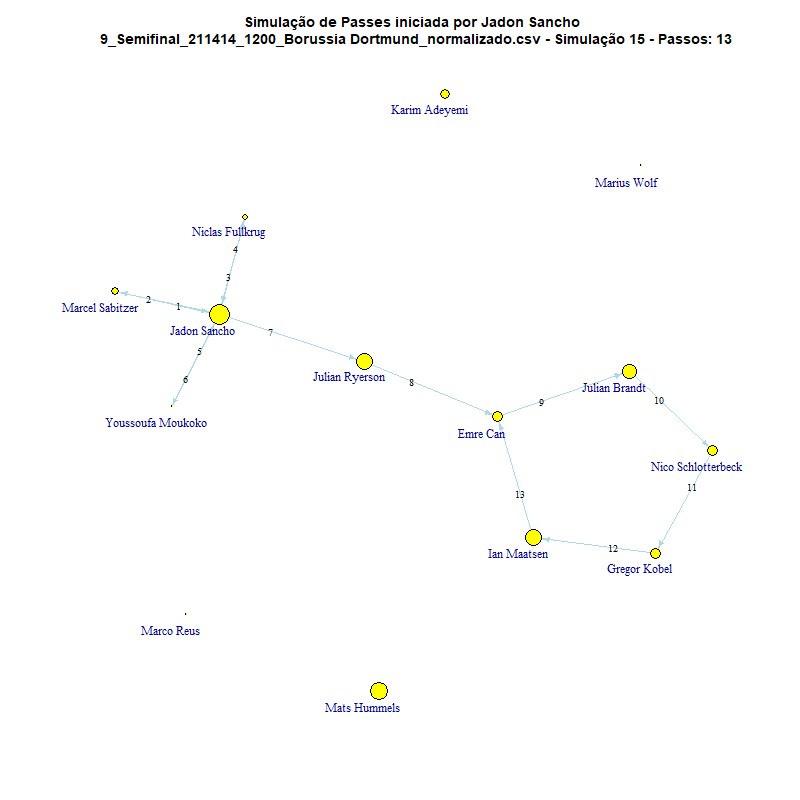 Simulação de Passes iniciada por Jadon Sancho
9_Semifinal_211414_1200_Borussia Dortmund_normalizado.csv - Simulação 15 - Passos: 13
Karim Adeyemi
Marius Wolf
Niclas Fullkrug
4
3
Marcel Sabitzer
2
1
Jadon Sancho
7
5
6
Youssoufa Moukoko
Julian Ryerson
8
Emre Can
9
Julian Brandt
10
Nico Schlotterbeck
11
13
Ian Maatsen
12
Gregor Kobel
Marco Reus
Mats Hummels